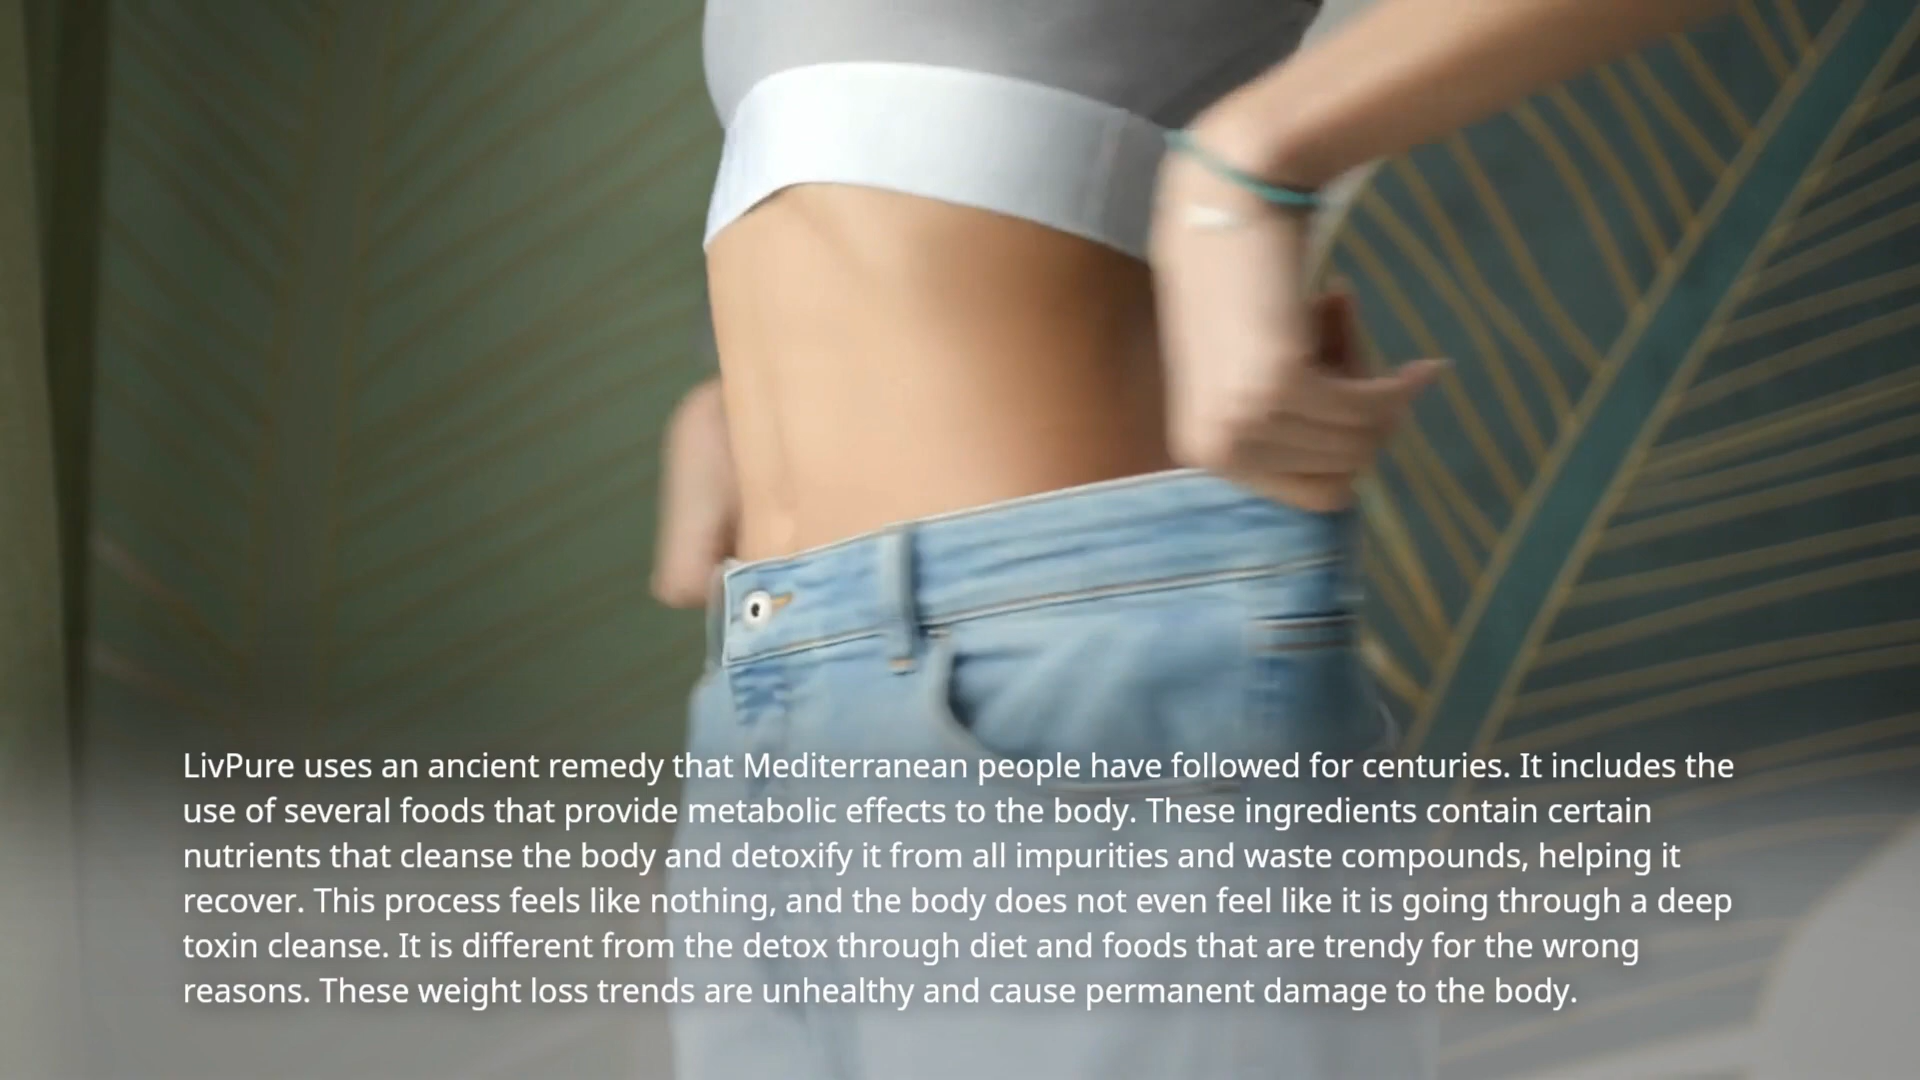 LivPure uses an ancient remedy that Mediterranean people have followed for centuries. It includes the
use of several foods that provide metabolic effects to the body. These ingredients contain certain
nutrients that cleanse the body and detoxify it from all impurities and waste compounds, helping it
recover. This process feels like nothing, and the body does not even feel like it is going through a deep
toxin cleanse. It is different from the detox through diet and foods that are trendy for the wrong
reasons. These weight loss trends are unhealthy and cause permanent damage to the body.